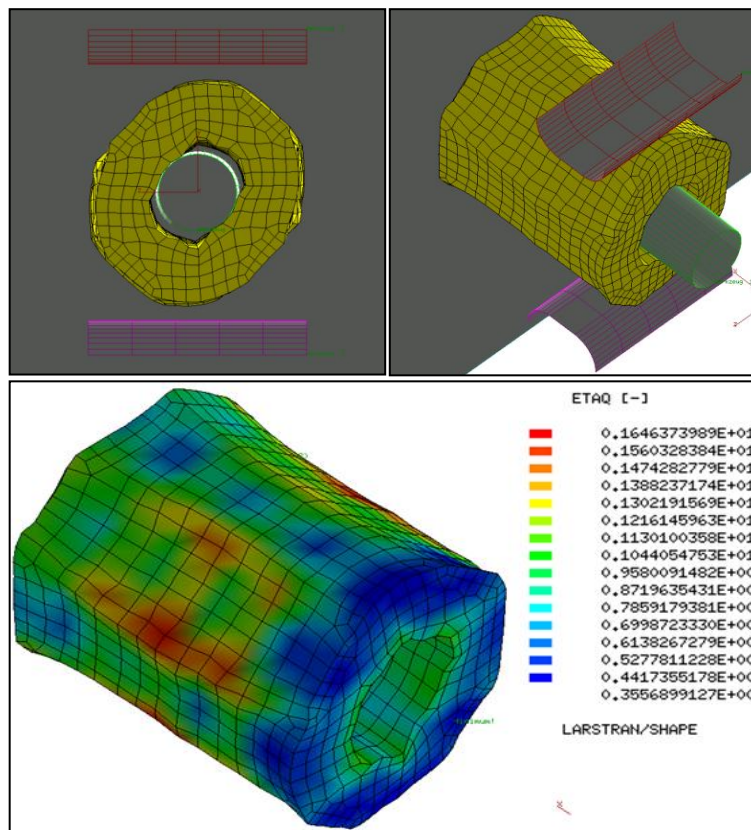 ETAQ [-]
0.1646373989E+01
0.1560328384E+01
0.1474282779E+01
0.1388237174E+01
0.1302191569E+01
0.1216145963E+01
0.1130100358E+01
0.1044054753E+01
0.9580091482E+00
0.8719635431E+00
0.7859179381E+00
0.6998723330E+00
0.6138267279E+00
0.5277811228E+00
0.4417355178E+00
0.3556899127E+00
LARSTRAN/SHAPE